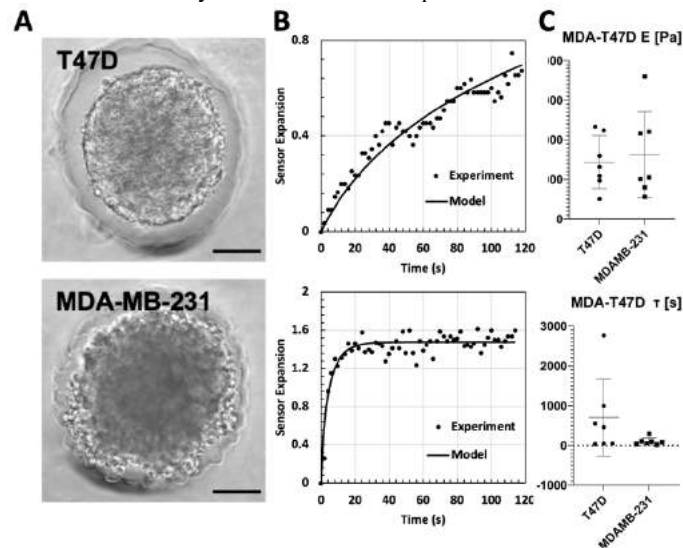 A
B
C
T47D
0.8
0.4
0
Sensor Expansion
Experiment
Model
0 20 40 60 80 100 120
Time (s)
MDA-T47D E [Pa]
T47D
MDAMB-231
MDA-MB-231
2
1.6
1.2
0.8
0.4
0
Sensor Expansion
Experiment
Model
0 20 40 60 80 100 120
Time (s)
MDA-T47D τ [s]
3000
2000
1000
0
-1000
T47D
MDAMB-231